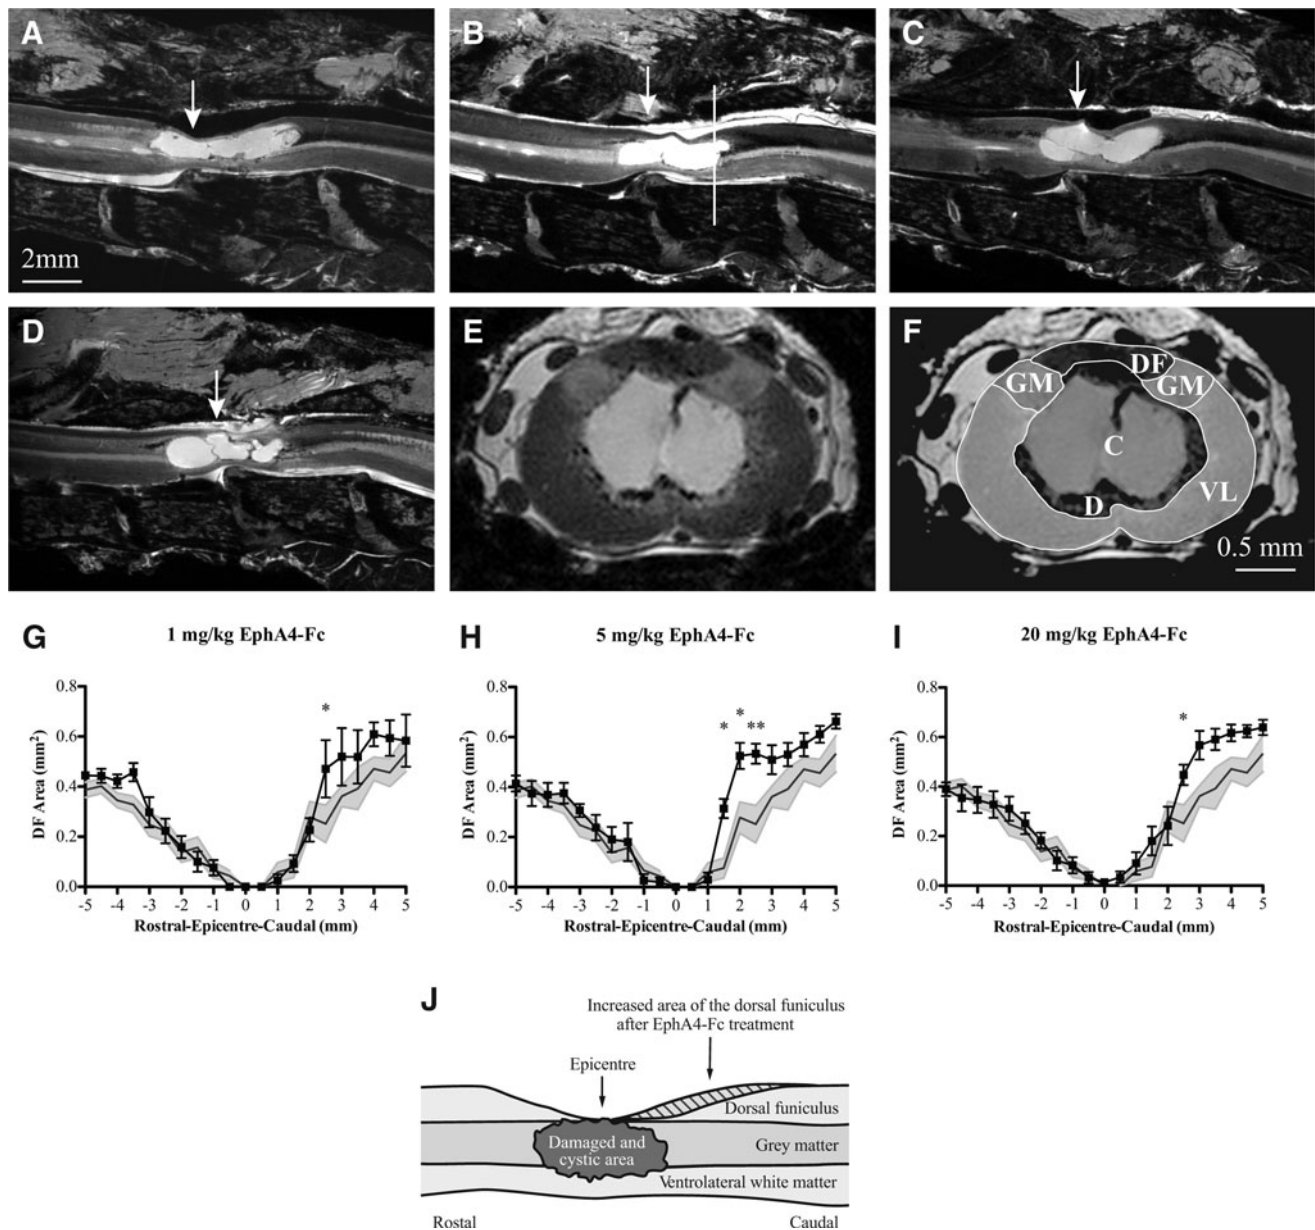 A
B
C
2mm
D
E
F
GM
DF
GM
C
D
VL
0.5 mm
G
1 mg/kg EphA4-Fc
H
5 mg/kg EphA4-Fc
I
20 mg/kg EphA4-Fc
DF Area (mm²)
0.8
0.6
0.4
0.2
0.0
*
-5 -4 -3 -2 -1 0 1 2 3 4 5
Rostral-Epicentre-Caudal (mm)
DF Area (mm²)
0.8
0.6
0.4
0.2
0.0
* * **
-5 -4 -3 -2 -1 0 1 2 3 4 5
Rostral-Epicentre-Caudal (mm)
DF Area (mm²)
0.8
0.6
0.4
0.2
0.0
*
-5 -4 -3 -2 -1 0 1 2 3 4 5
Rostral-Epicentre-Caudal (mm)
J
Increased area of the dorsal funiculus
after EphA4-Fc treatment
Epicentre
Dorsal funiculus
Damaged and
cystic area
Grey matter
Ventrolateral white matter
Rostal
Caudal